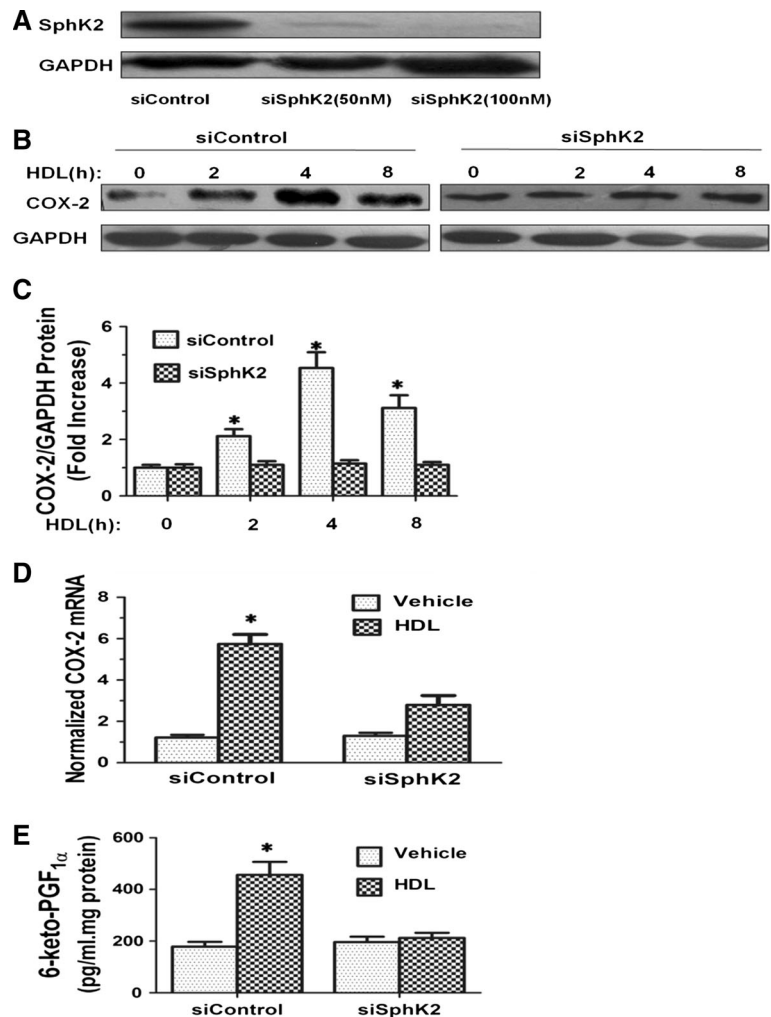 A
SphK2
GAPDH
siControl siSphK2(50nM) siSphK2(100nM)
B
siControl siSphK2
HDL(h): 0 2 4 8 0 2 4 8
COX-2
GAPDH
C
COX-2/GAPDH Protein
(Fold Increase)
6
4
2
0
siControl
siSphK2
* * *
HDL(h): 0 2 4 8
D
Normalized COX-2 mRNA
8
6
4
2
0
*
Vehicle
HDL
siControl siSphK2
E
6-keto-PGF1α
(pg/ml.mg protein)
600
400
200
0
*
Vehicle
HDL
siControl siSphK2